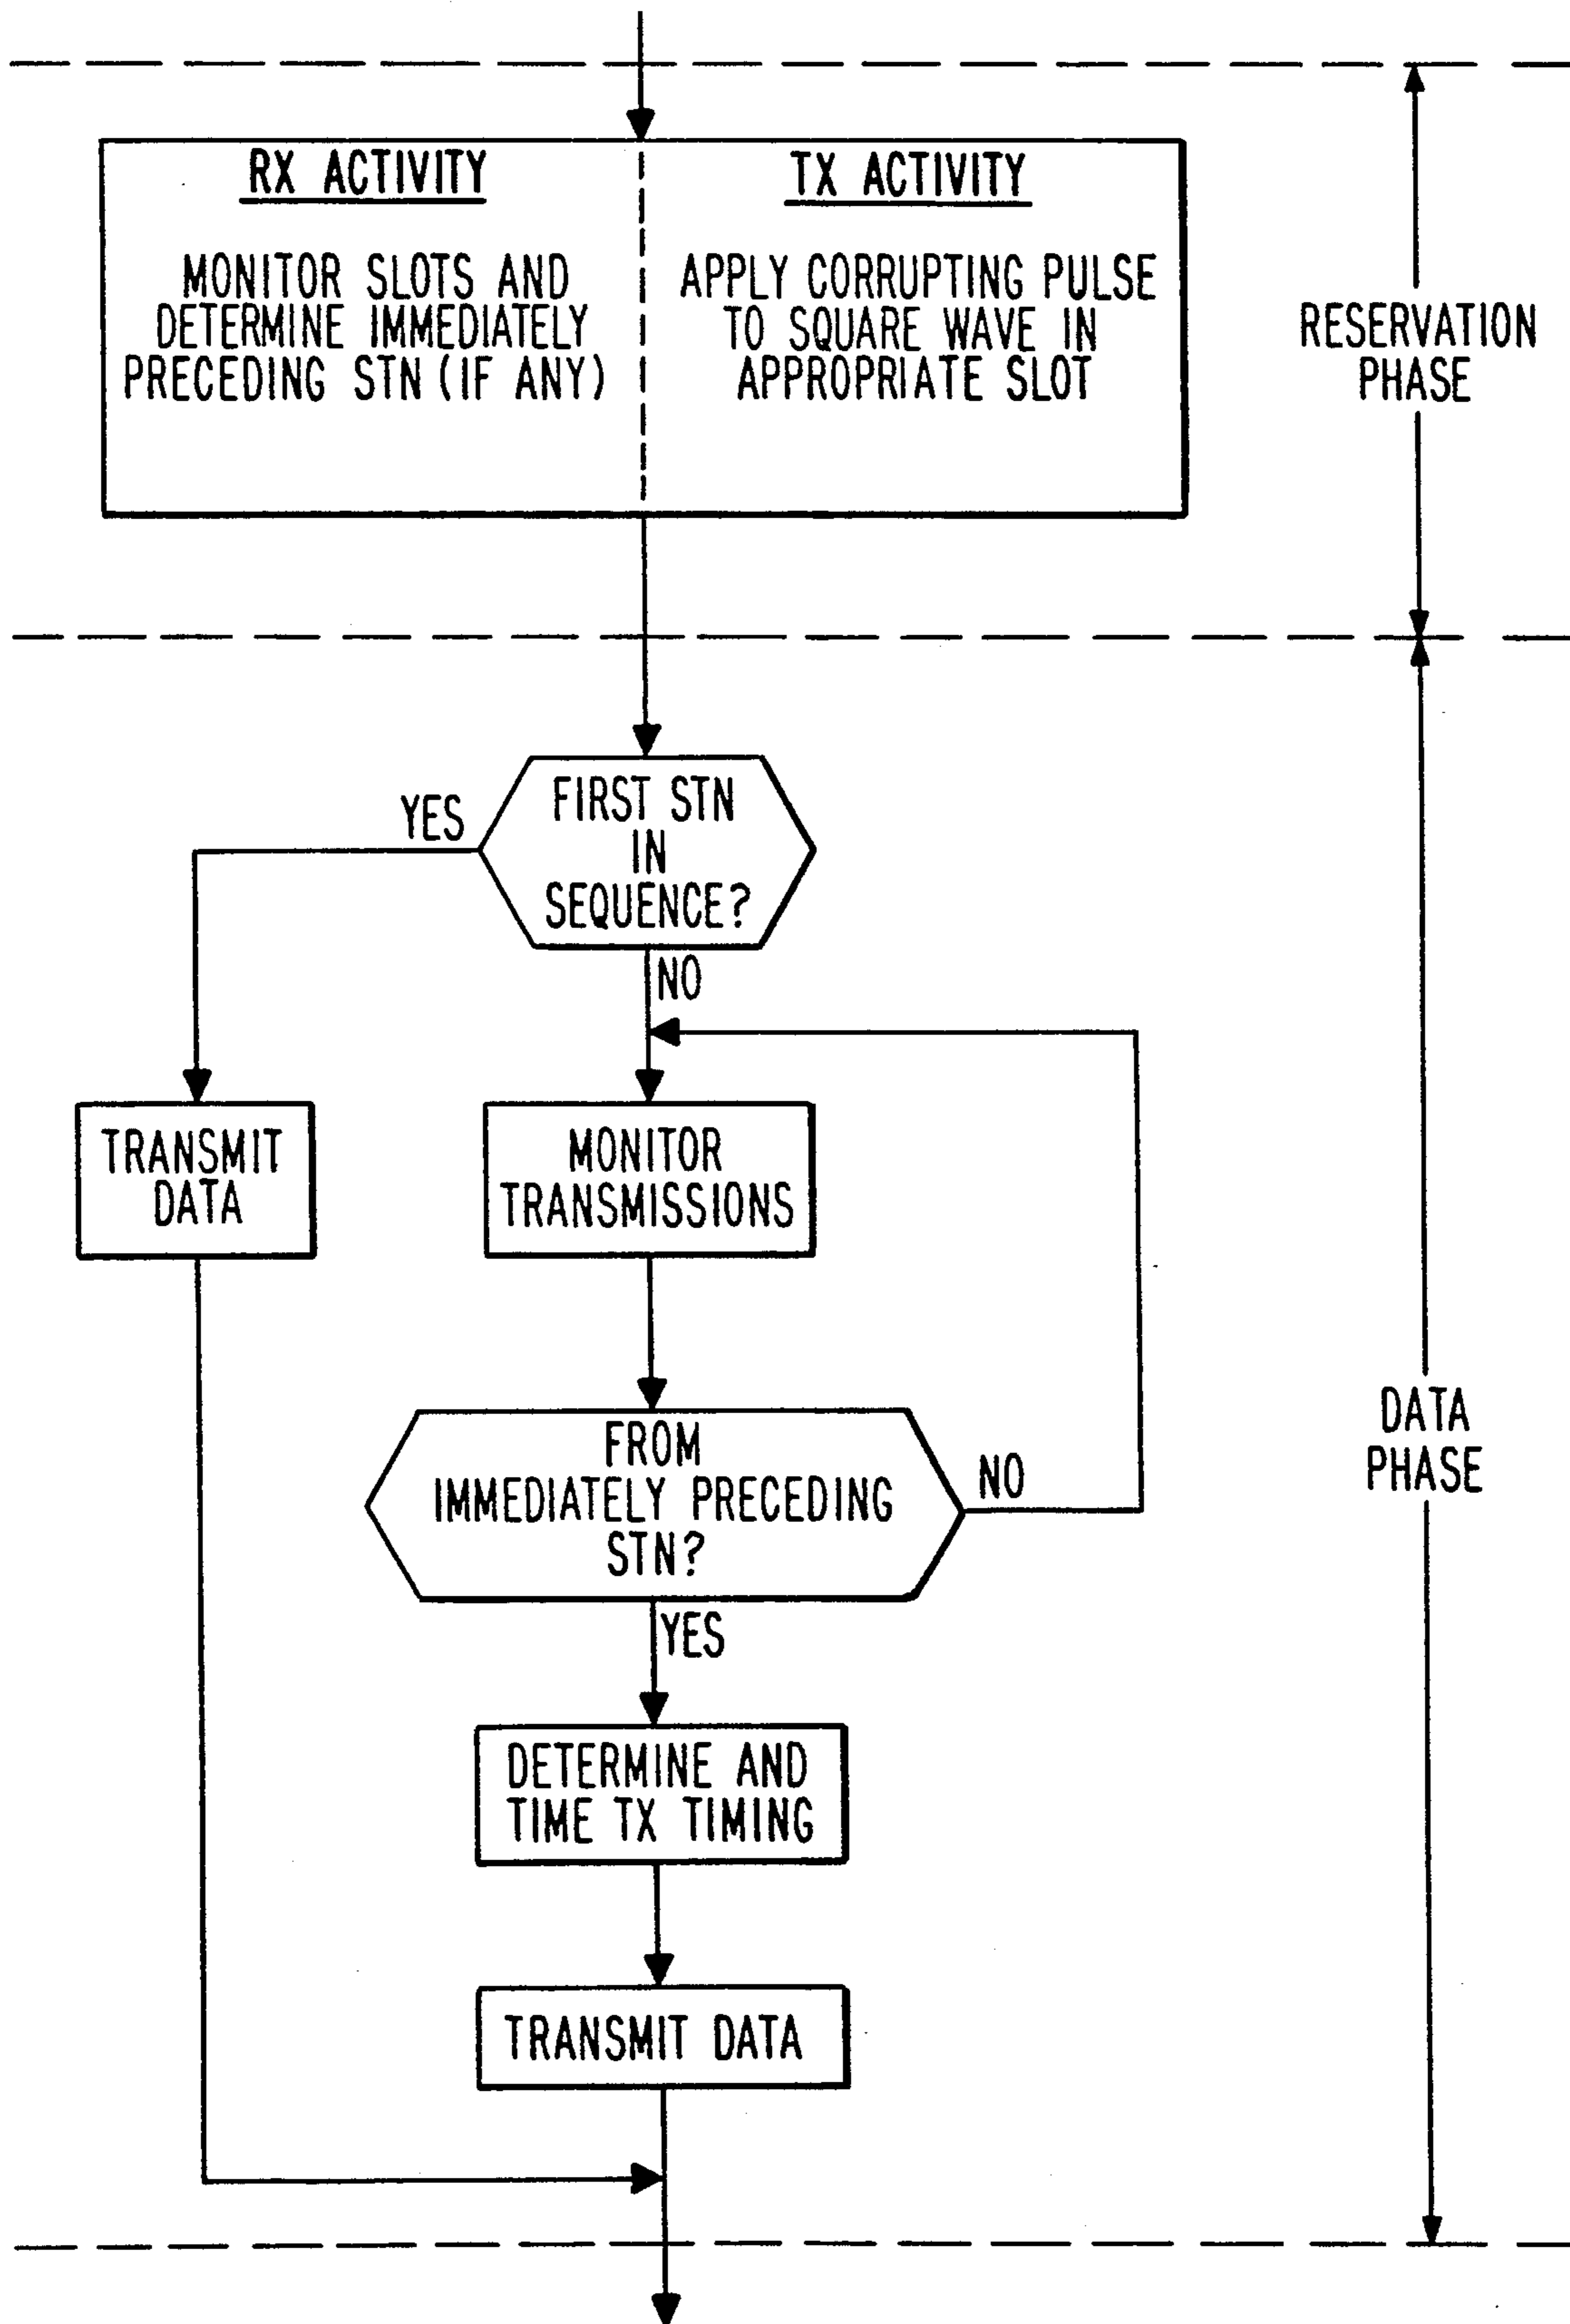 RX ACTIVITY
MONITOR SLOTS AND
DETERMINE IMMEDIATELY
PRECEDING STN (IF ANY)
TX ACTIVITY
APPLY CORRUPTING PULSE
TO SQUARE WAVE IN
APPROPRIATE SLOT
RESERVATION
PHASE
FIRST STN
IN
SEQUENCE?
YES
NO
TRANSMIT
DATA
MONITOR
TRANSMISSIONS
FROM
IMMEDIATELY PRECEDING
STN?
NO
YES
DATA
PHASE
DETERMINE AND
TIME TX TIMING
TRANSMIT DATA